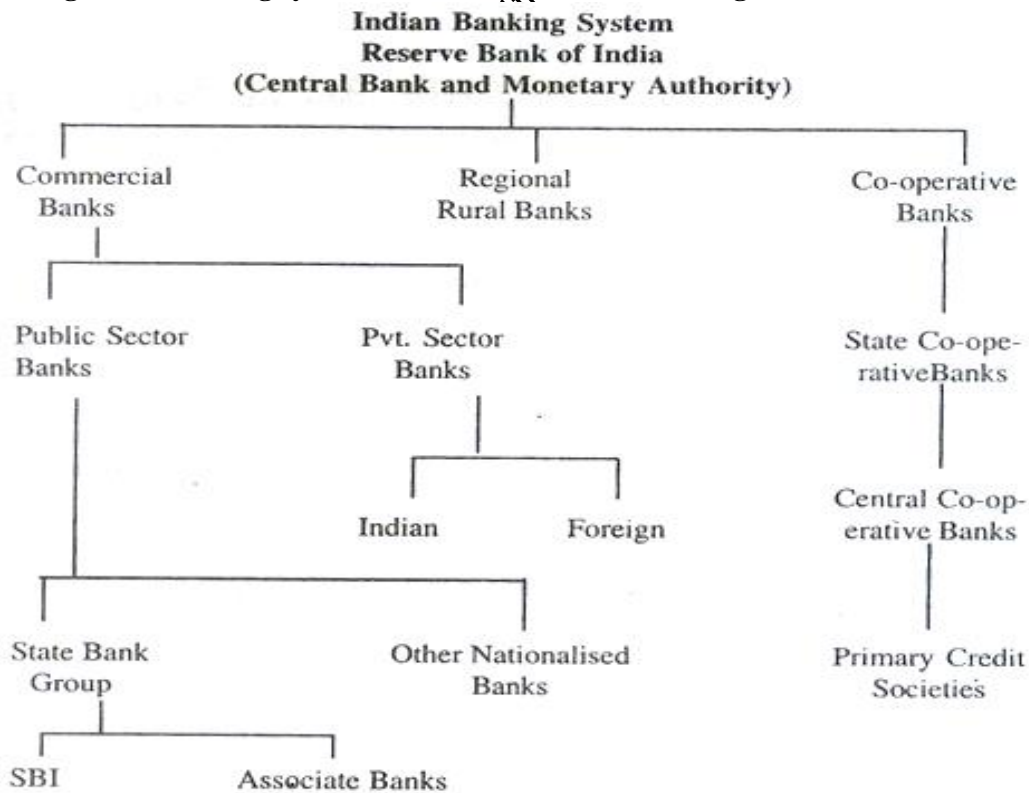 Indian Banking System
Reserve Bank of India
(Central Bank and Monetary Authority)
Commercial
Banks
Regional
Rural Banks
Co-operative
Banks
Public Sector
Banks
Pvt. Sector
Banks
State Co-ope-
rativeBanks
Indian
Foreign
Central Co-op-
erative Banks
State Bank
Group
Other Nationalised
Banks
Primary Credit
Societies
SBI
Associate Banks